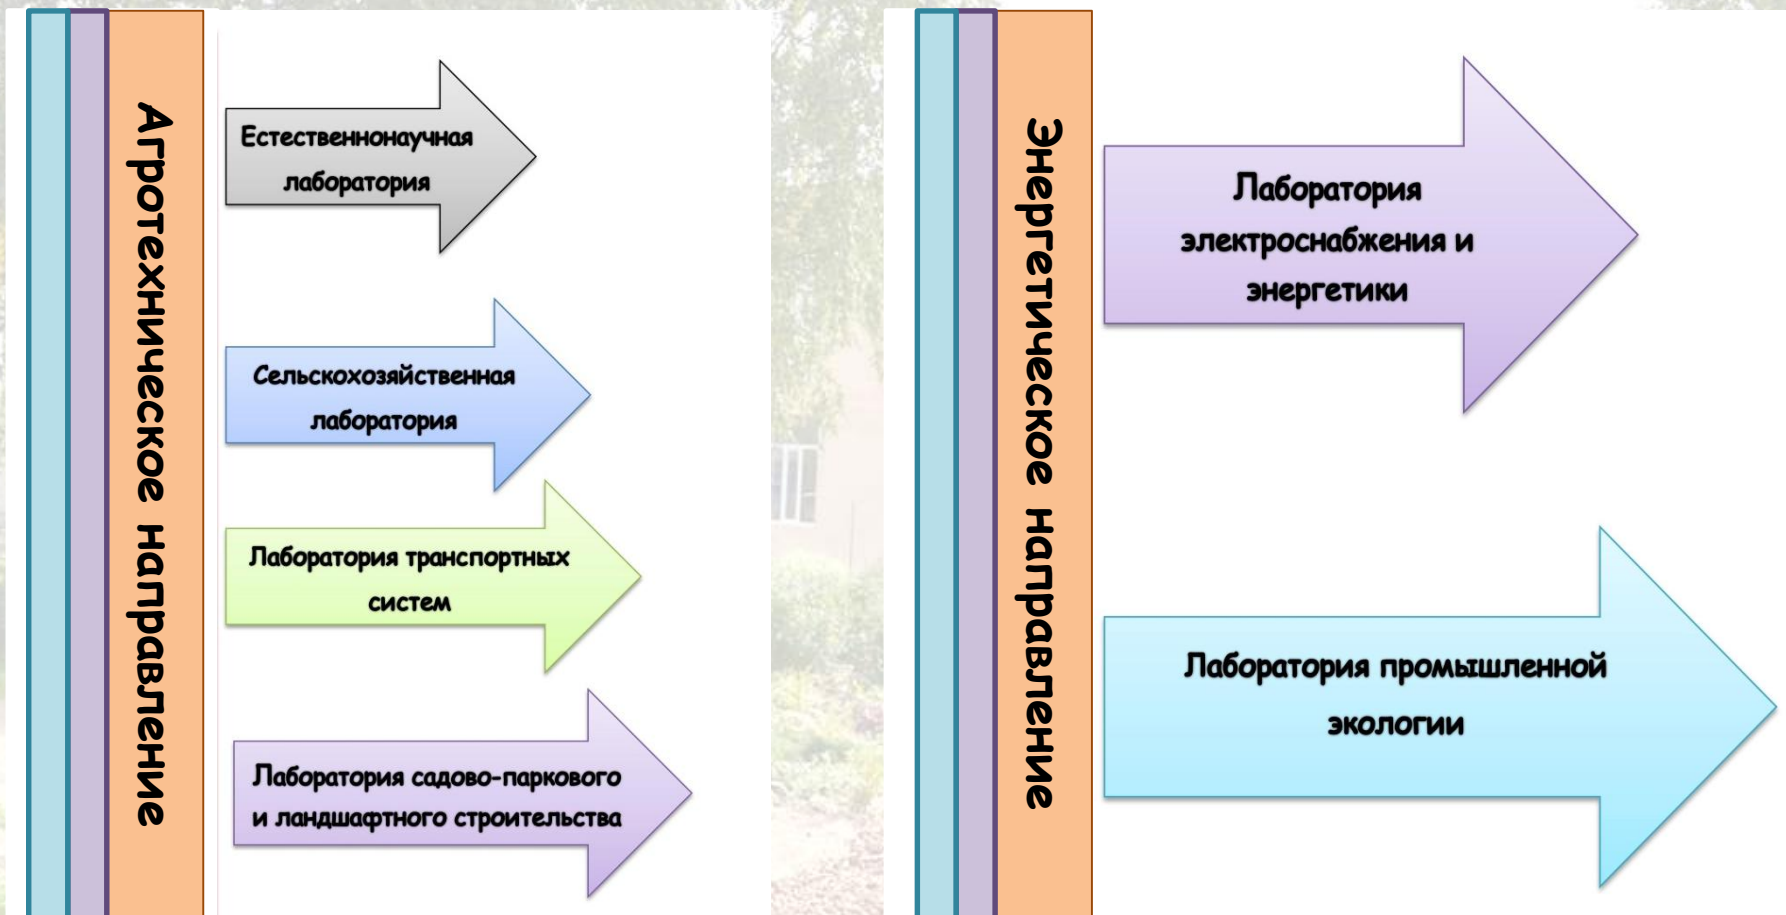 Агротехническое направление
Естественнонаучная
лаборатория
Сельскохозяйственная
лаборатория
Лаборатория транспортных
систем
Лаборатория садово-паркового
и ландшафтного строительства
Энергетическое направление
Лаборатория
электроснабжения и
энергетики
Лаборатория промышленной
экологии